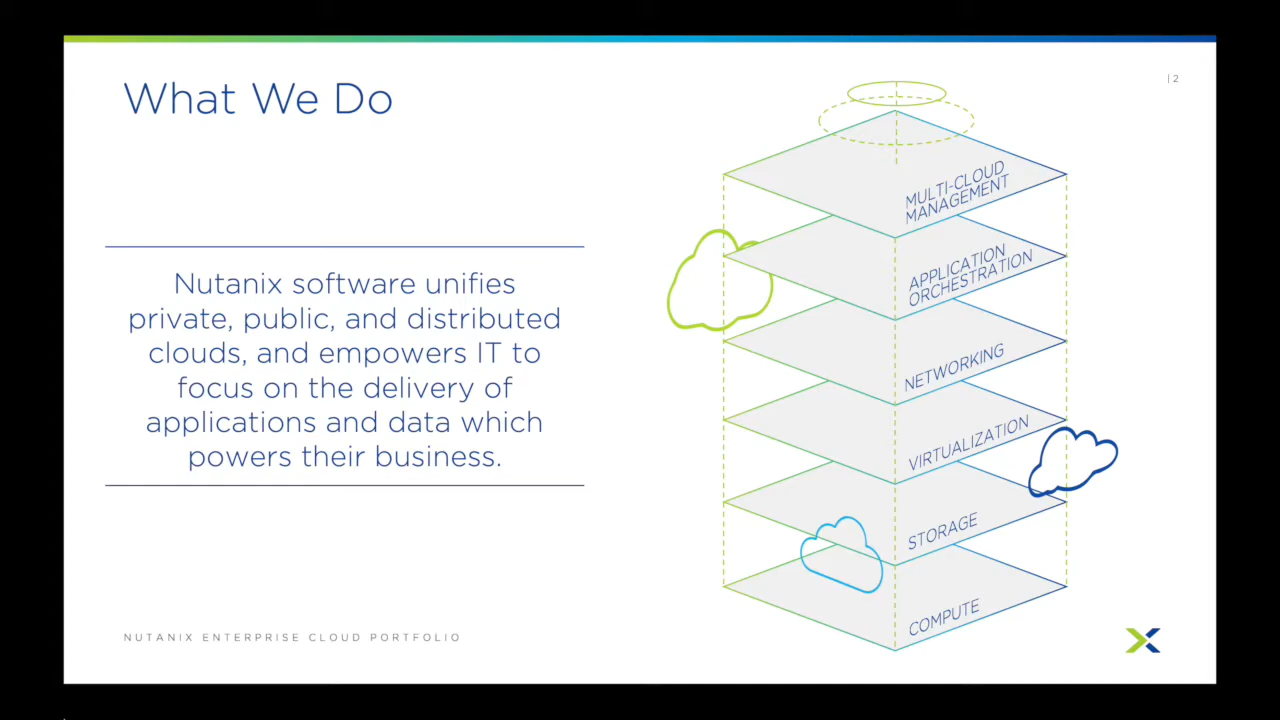 What We Do
| 2
Nutanix software unifies
private, public, and distributed
clouds, and empowers IT to
focus on the delivery of
applications and data which
powers their business.
MULTI-CLOUD
MANAGEMENT
APPLICATION
ORCHESTRATION
NETWORKING
VIRTUALIZATION
STORAGE
COMPUTE
NUTANIX ENTERPRISE CLOUD PORTFOLIO